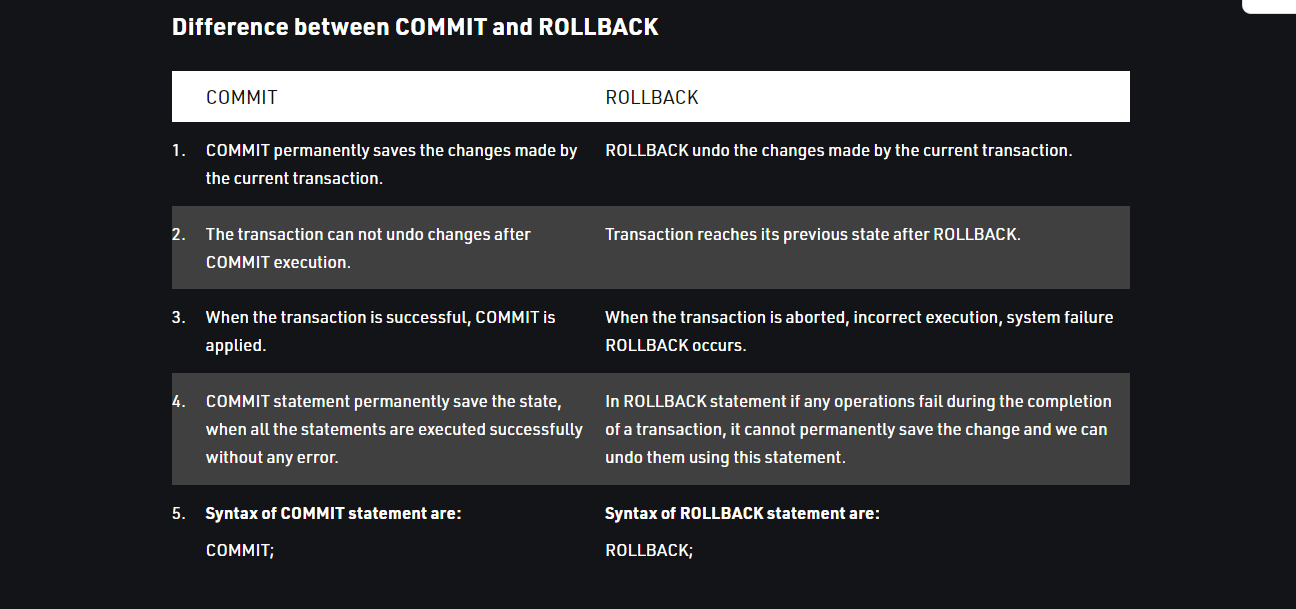 Difference between COMMIT and ROLLBACK
COMMIT ROLLBACK
1. COMMIT permanently saves the changes made by ROLLBACK undo the changes made by the current transaction.
the current transaction.
2. The transaction can not undo changes after Transaction reaches its previous state after ROLLBACK.
COMMIT execution.
3. When the transaction is successful, COMMIT is When the transaction is aborted, incorrect execution, system failure
applied. ROLLBACK occurs.
4. COMMIT statement permanently save the state, In ROLLBACK statement if any operations fail during the completion
when all the statements are executed successfully of a transaction, it cannot permanently save the change and we can
without any error. undo them using this statement.
5. Syntax of COMMIT statement are: Syntax of ROLLBACK statement are:
COMMIT; ROLLBACK;